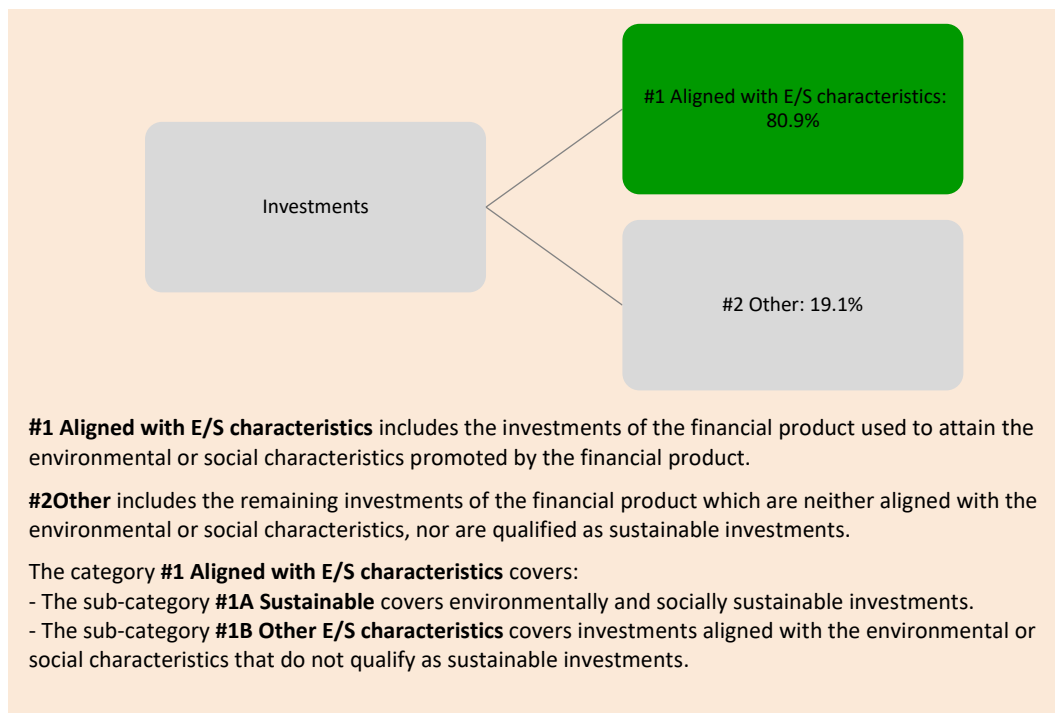 #1 Aligned with E/S characteristics:
80.9%
Investments
#2 Other: 19.1%
#1 Aligned with E/S characteristics includes the investments of the financial product used to attain the
environmental or social characteristics promoted by the financial product.
#2Other includes the remaining investments of the financial product which are neither aligned with the
environmental or social characteristics, nor are qualified as sustainable investments.
The category #1 Aligned with E/S characteristics covers:
- The sub-category #1A Sustainable covers environmentally and socially sustainable investments.
- The sub-category #1B Other E/S characteristics covers investments aligned with the environmental or
social characteristics that do not qualify as sustainable investments.